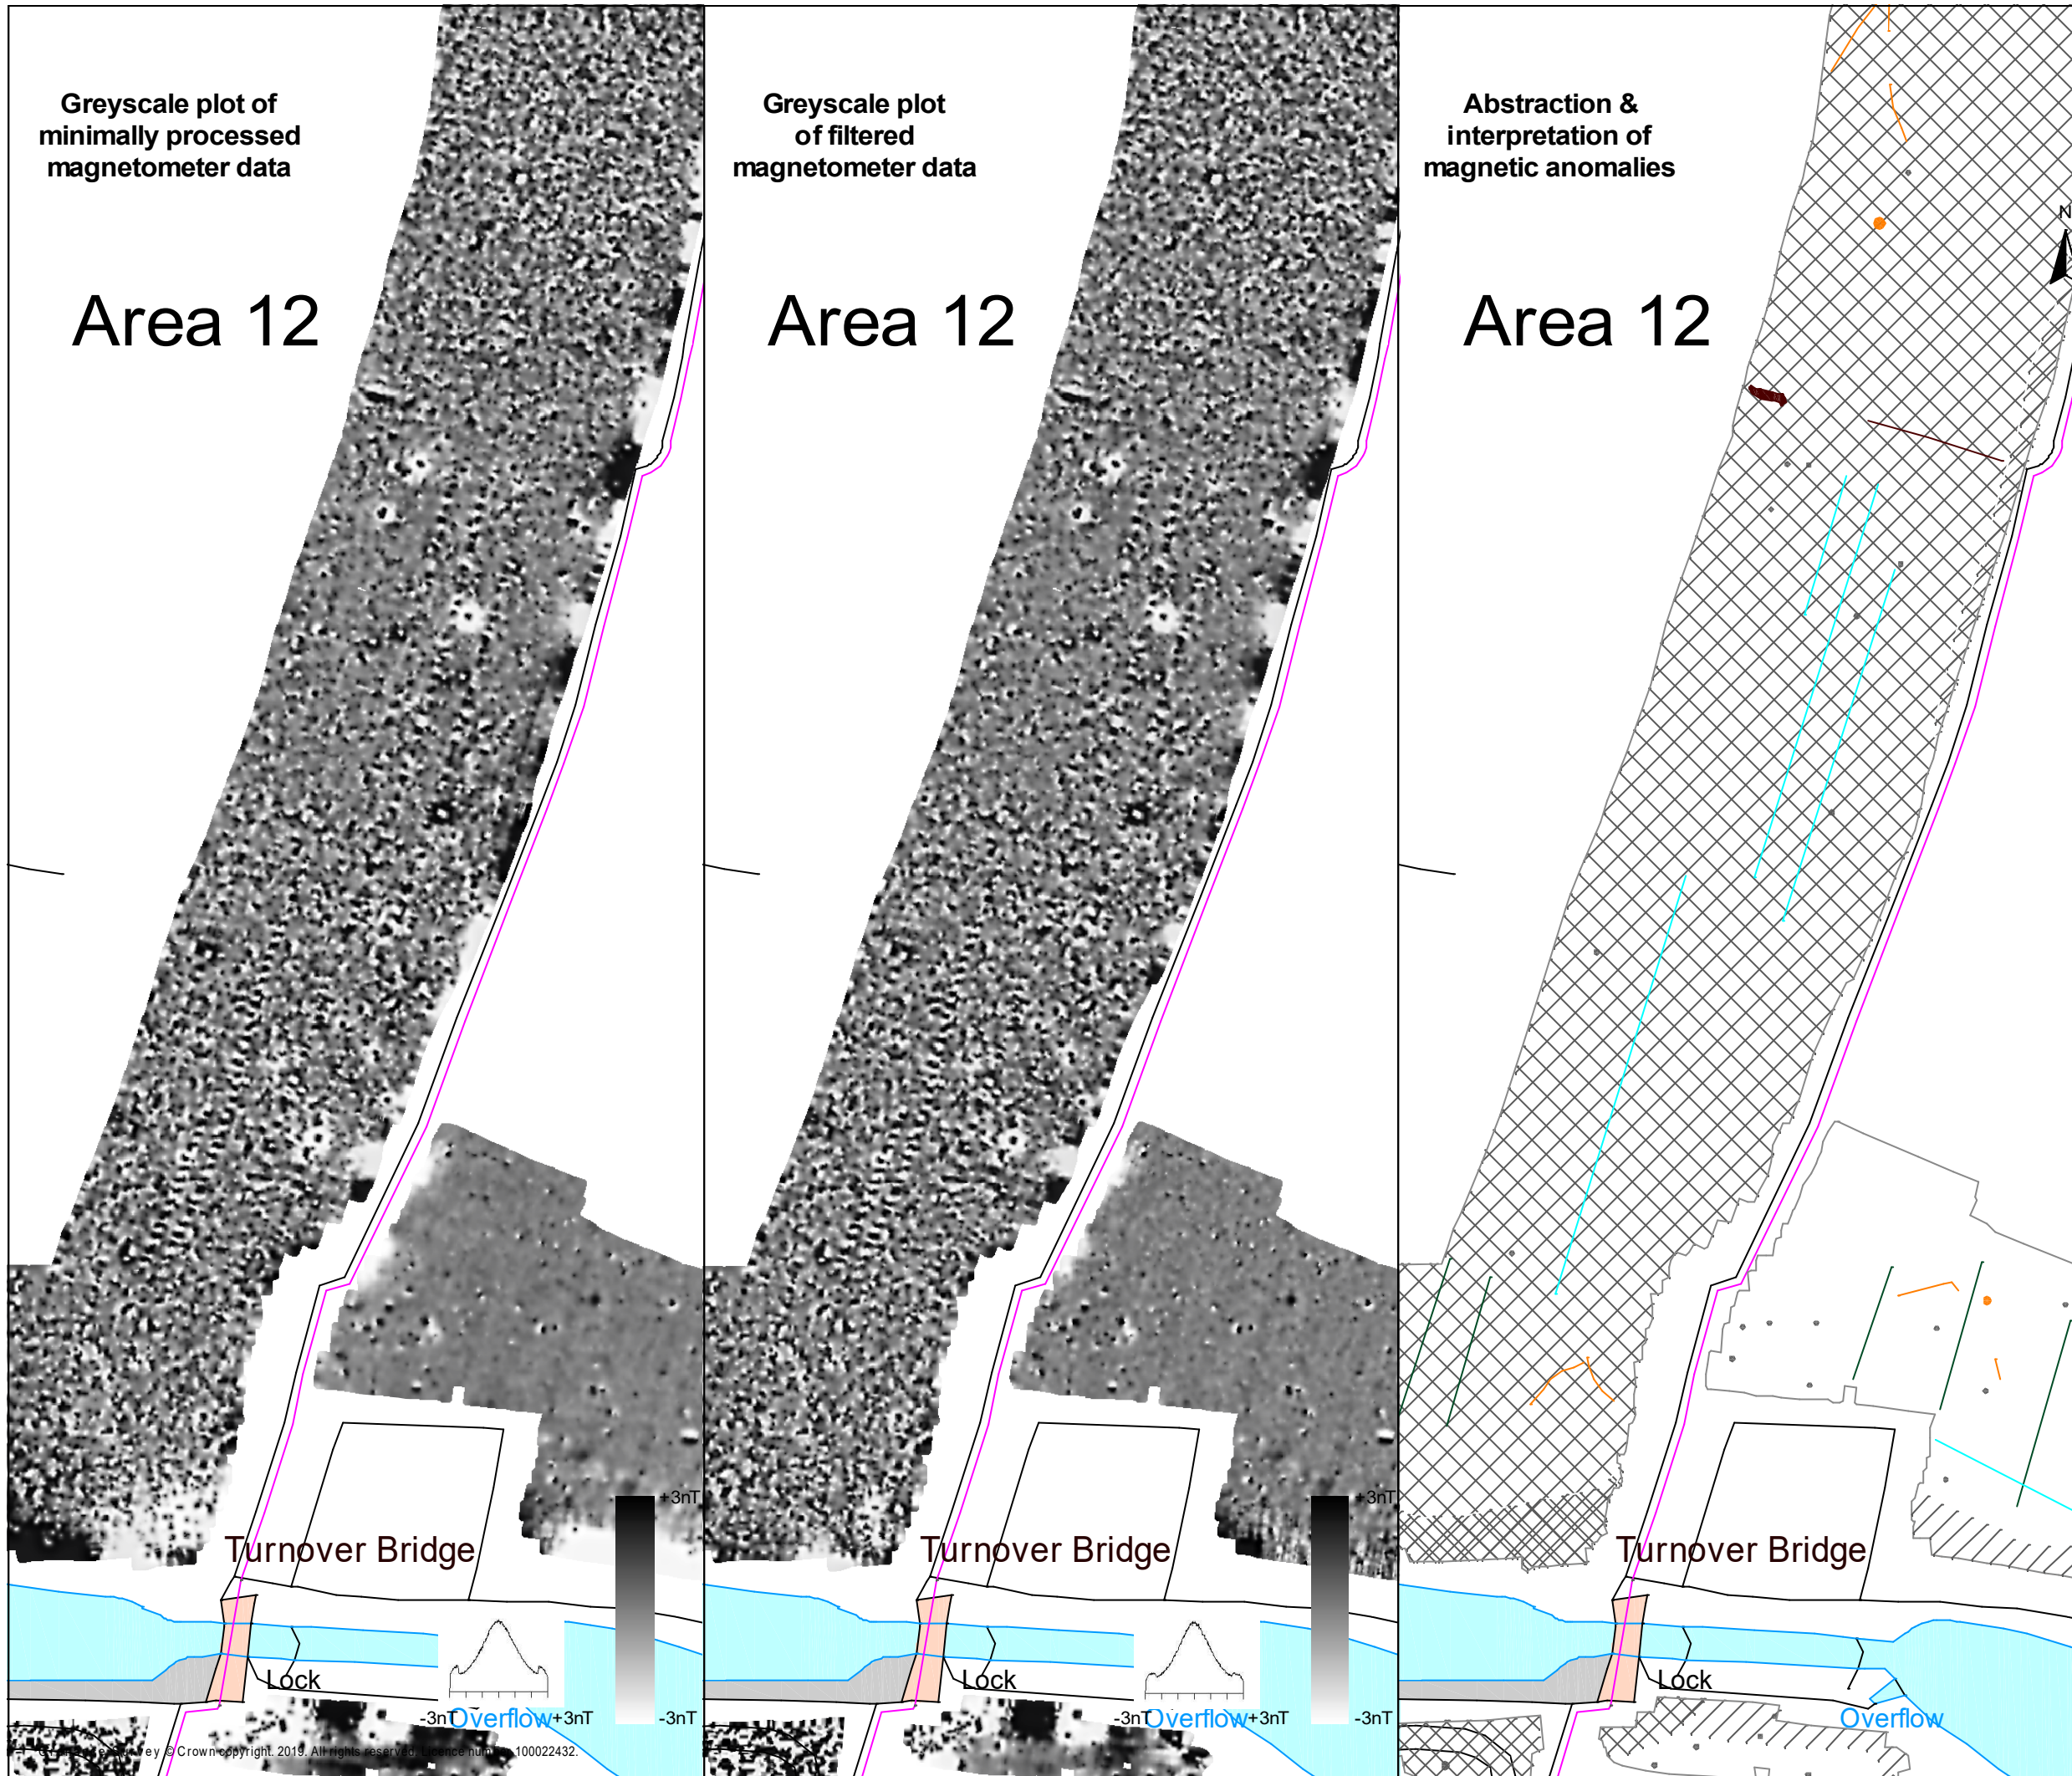 Greyscale plot of
minimally processed
magnetometer data
Area 12
+3nT
Turnover Bridge
Lock
-3nT
Overflow
+3nT
-3nT
Survey © Crown copyright. 2019. All rights reserved. Licence number 100022432.
Greyscale plot
of filtered
magnetometer data
Area 12
+3nT
Turnover Bridge
Lock
-3nT
Overflow
+3nT
-3nT
Abstraction &
interpretation of
magnetic anomalies
N
Area 12
Turnover Bridge
Lock
Overflow